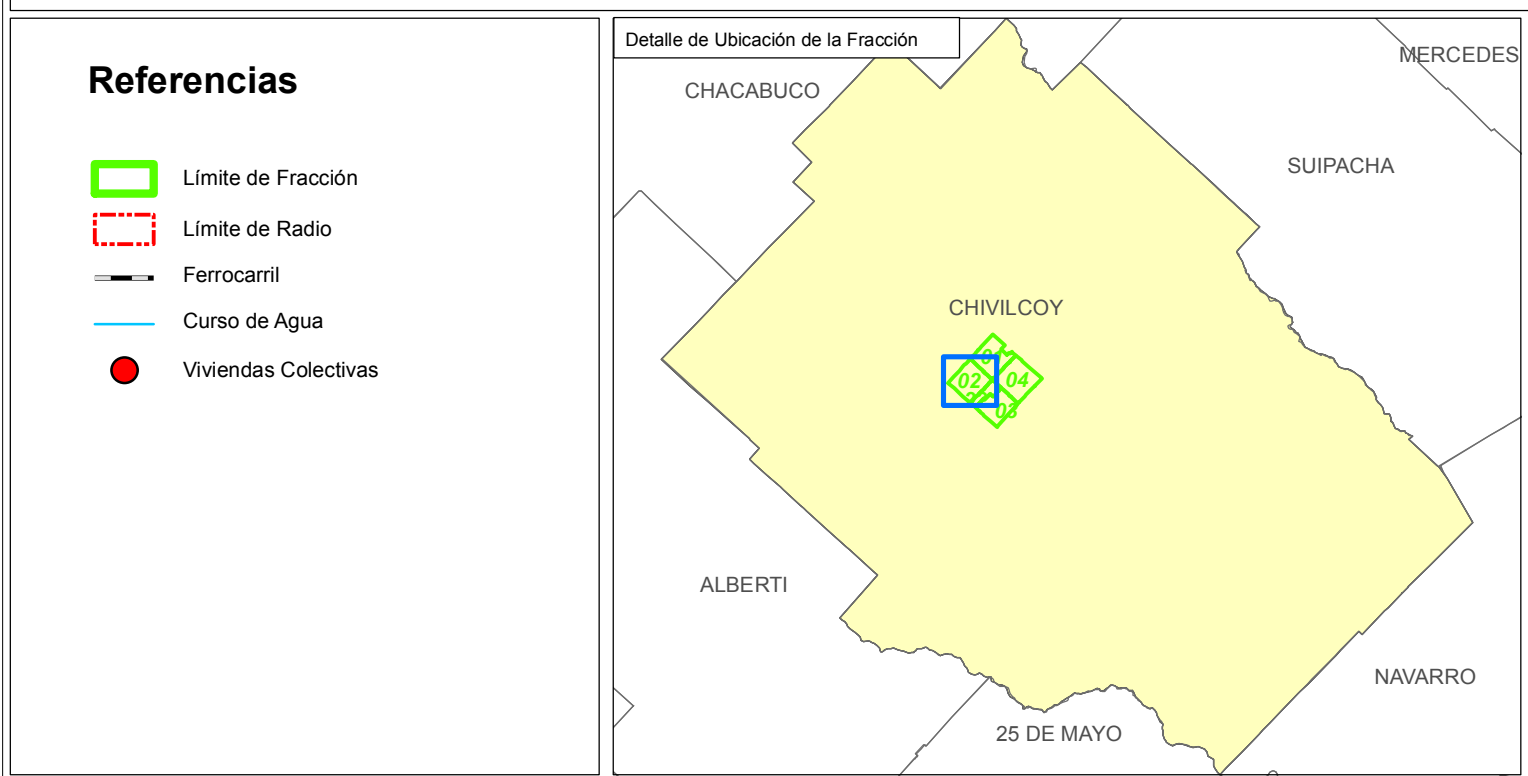 Referencias
Límite de Fracción
Límite de Radio
Ferrocarril
Curso de Agua
Viviendas Colectivas
Detalle de Ubicación de la Fracción
MERCEDES
CHACABUCO
SUIPACHA
CHIVILCOY
02
04
03
ALBERTI
NAVARRO
25 DE MAYO